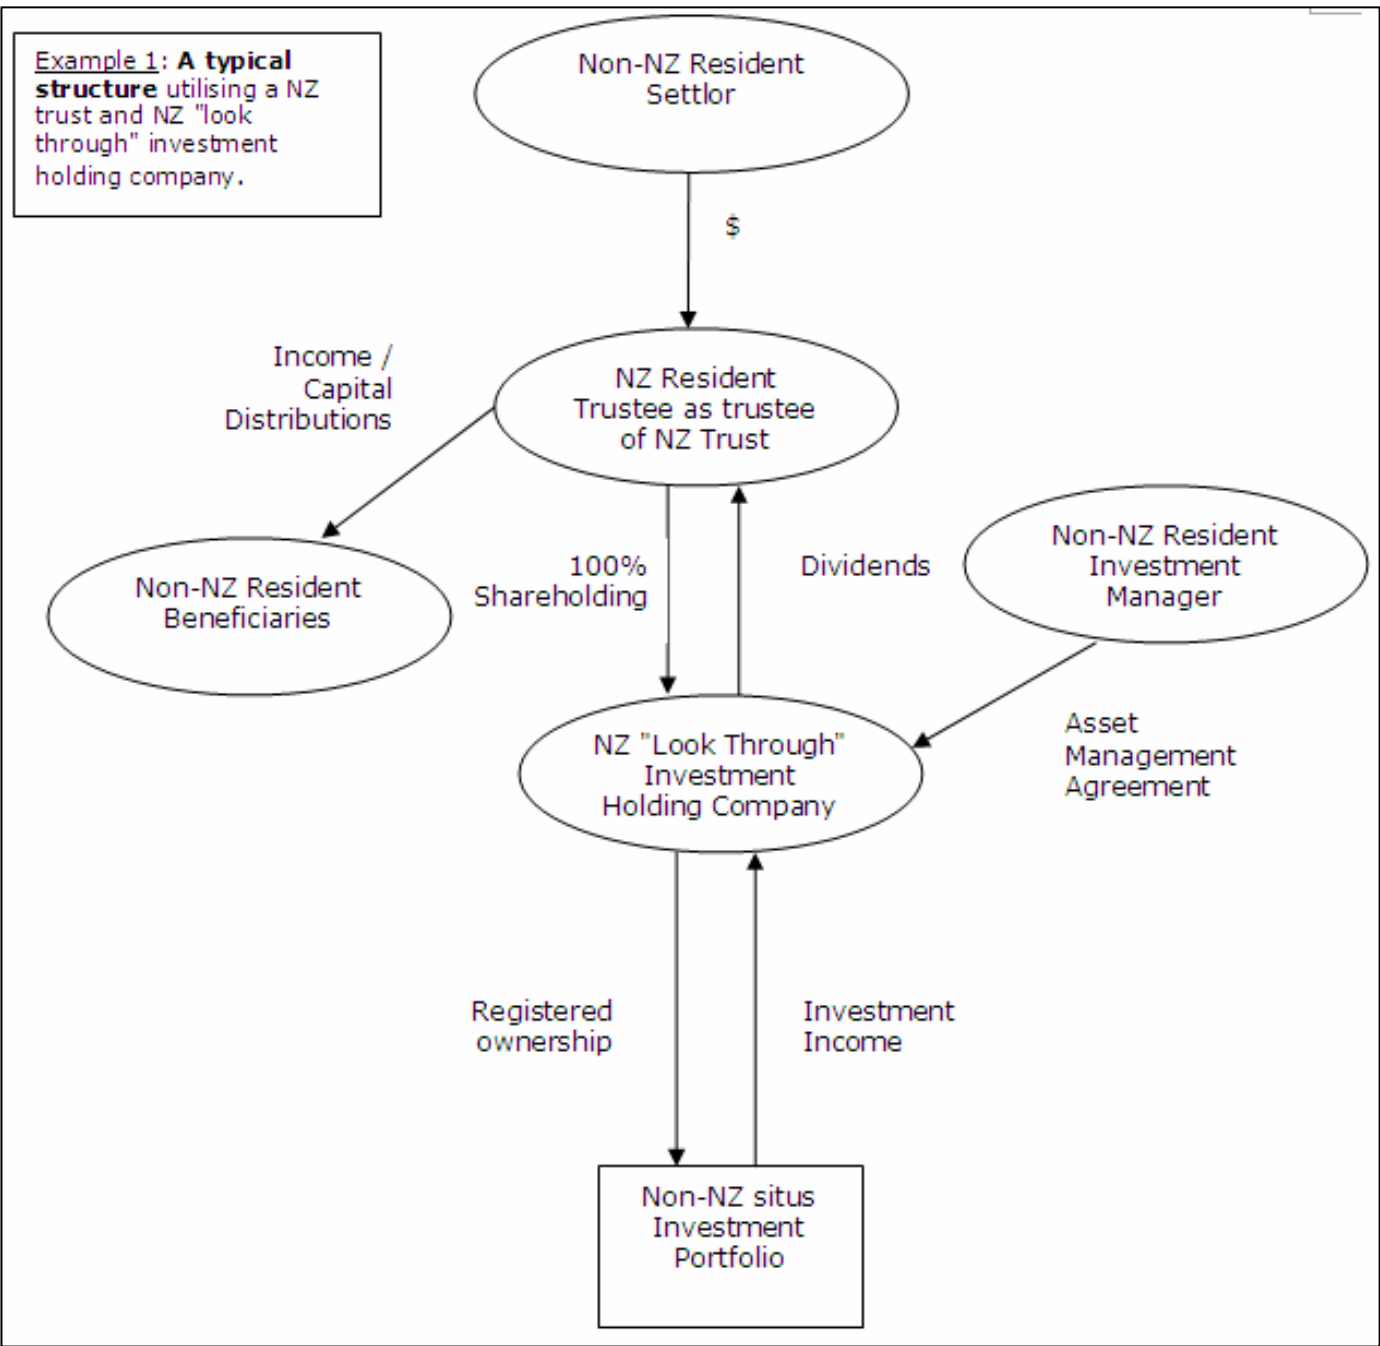 Example 1: A typical
structure utilising a NZ
trust and NZ "look
through" investment
holding company.
Non-NZ Resident
Settlor
$
Income /
Capital
Distributions
NZ Resident
Trustee as trustee
of NZ Trust
Non-NZ Resident
Beneficiaries
100%
Shareholding
Dividends
Non-NZ Resident
Investment
Manager
NZ "Look Through"
Investment
Holding Company
Asset
Management
Agreement
Registered
ownership
Investment
Income
Non-NZ situs
Investment
Portfolio